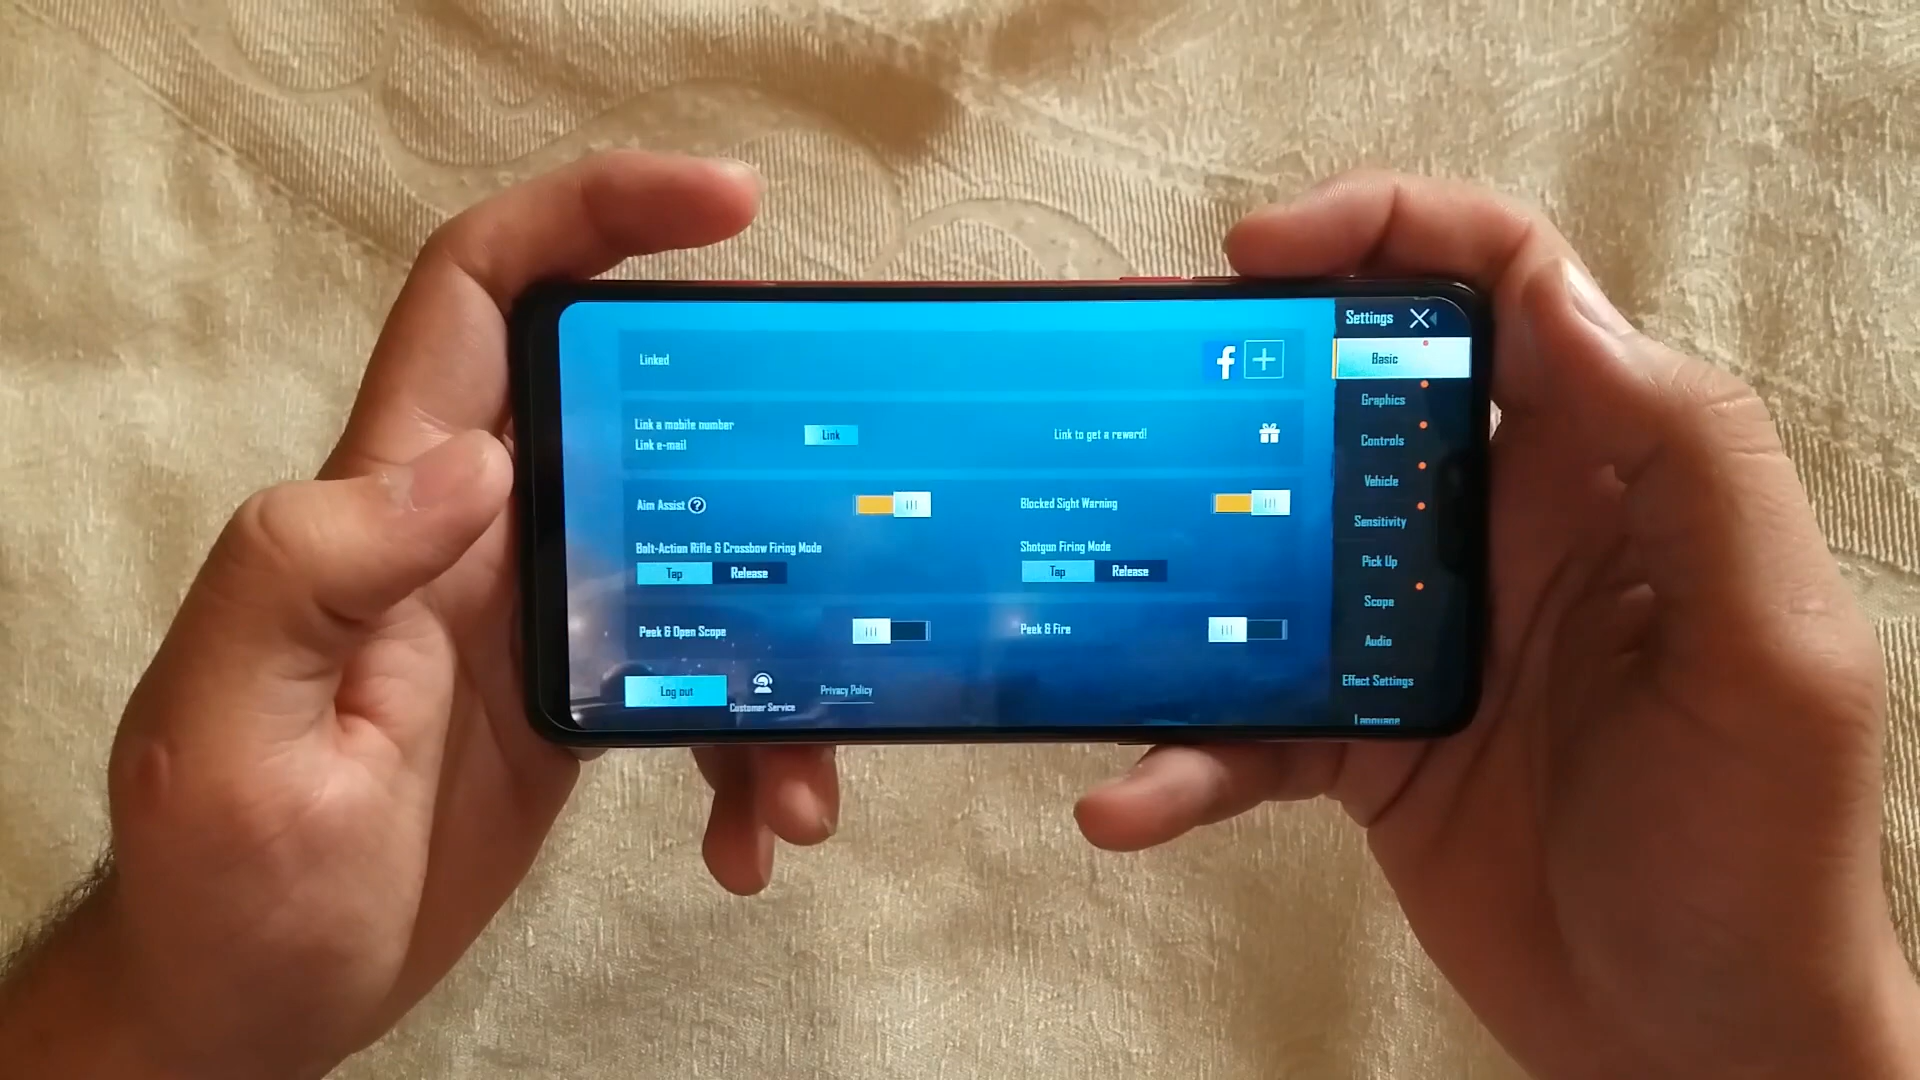 Settings
Linked
Basic
Graphics
Link a mobile number
Link e-mail
Link
Link to get a reward!
Controls
Vehicle
Aim Assist ?
Blocked Sight Warning
Sensitivity
Bolt-Action Rifle & Crossbow Firing Mode
Shotgun Firing Mode
Tap Release
Tap Release
Pick Up
Scope
Peek & Open Scope
Peek & Fire
Audio
Effect Settings
Log out
Customer Service
Privacy Policy
Language